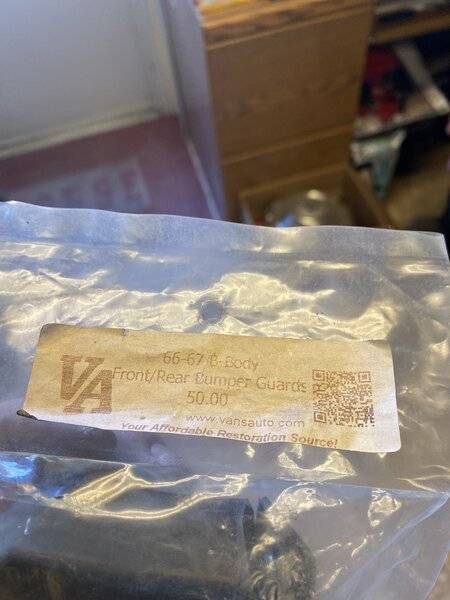 VA
66-67 B-Body
Front/Rear Bumper Guards
50.00
www.vansauto.com
Your Affordable Restoration Source!